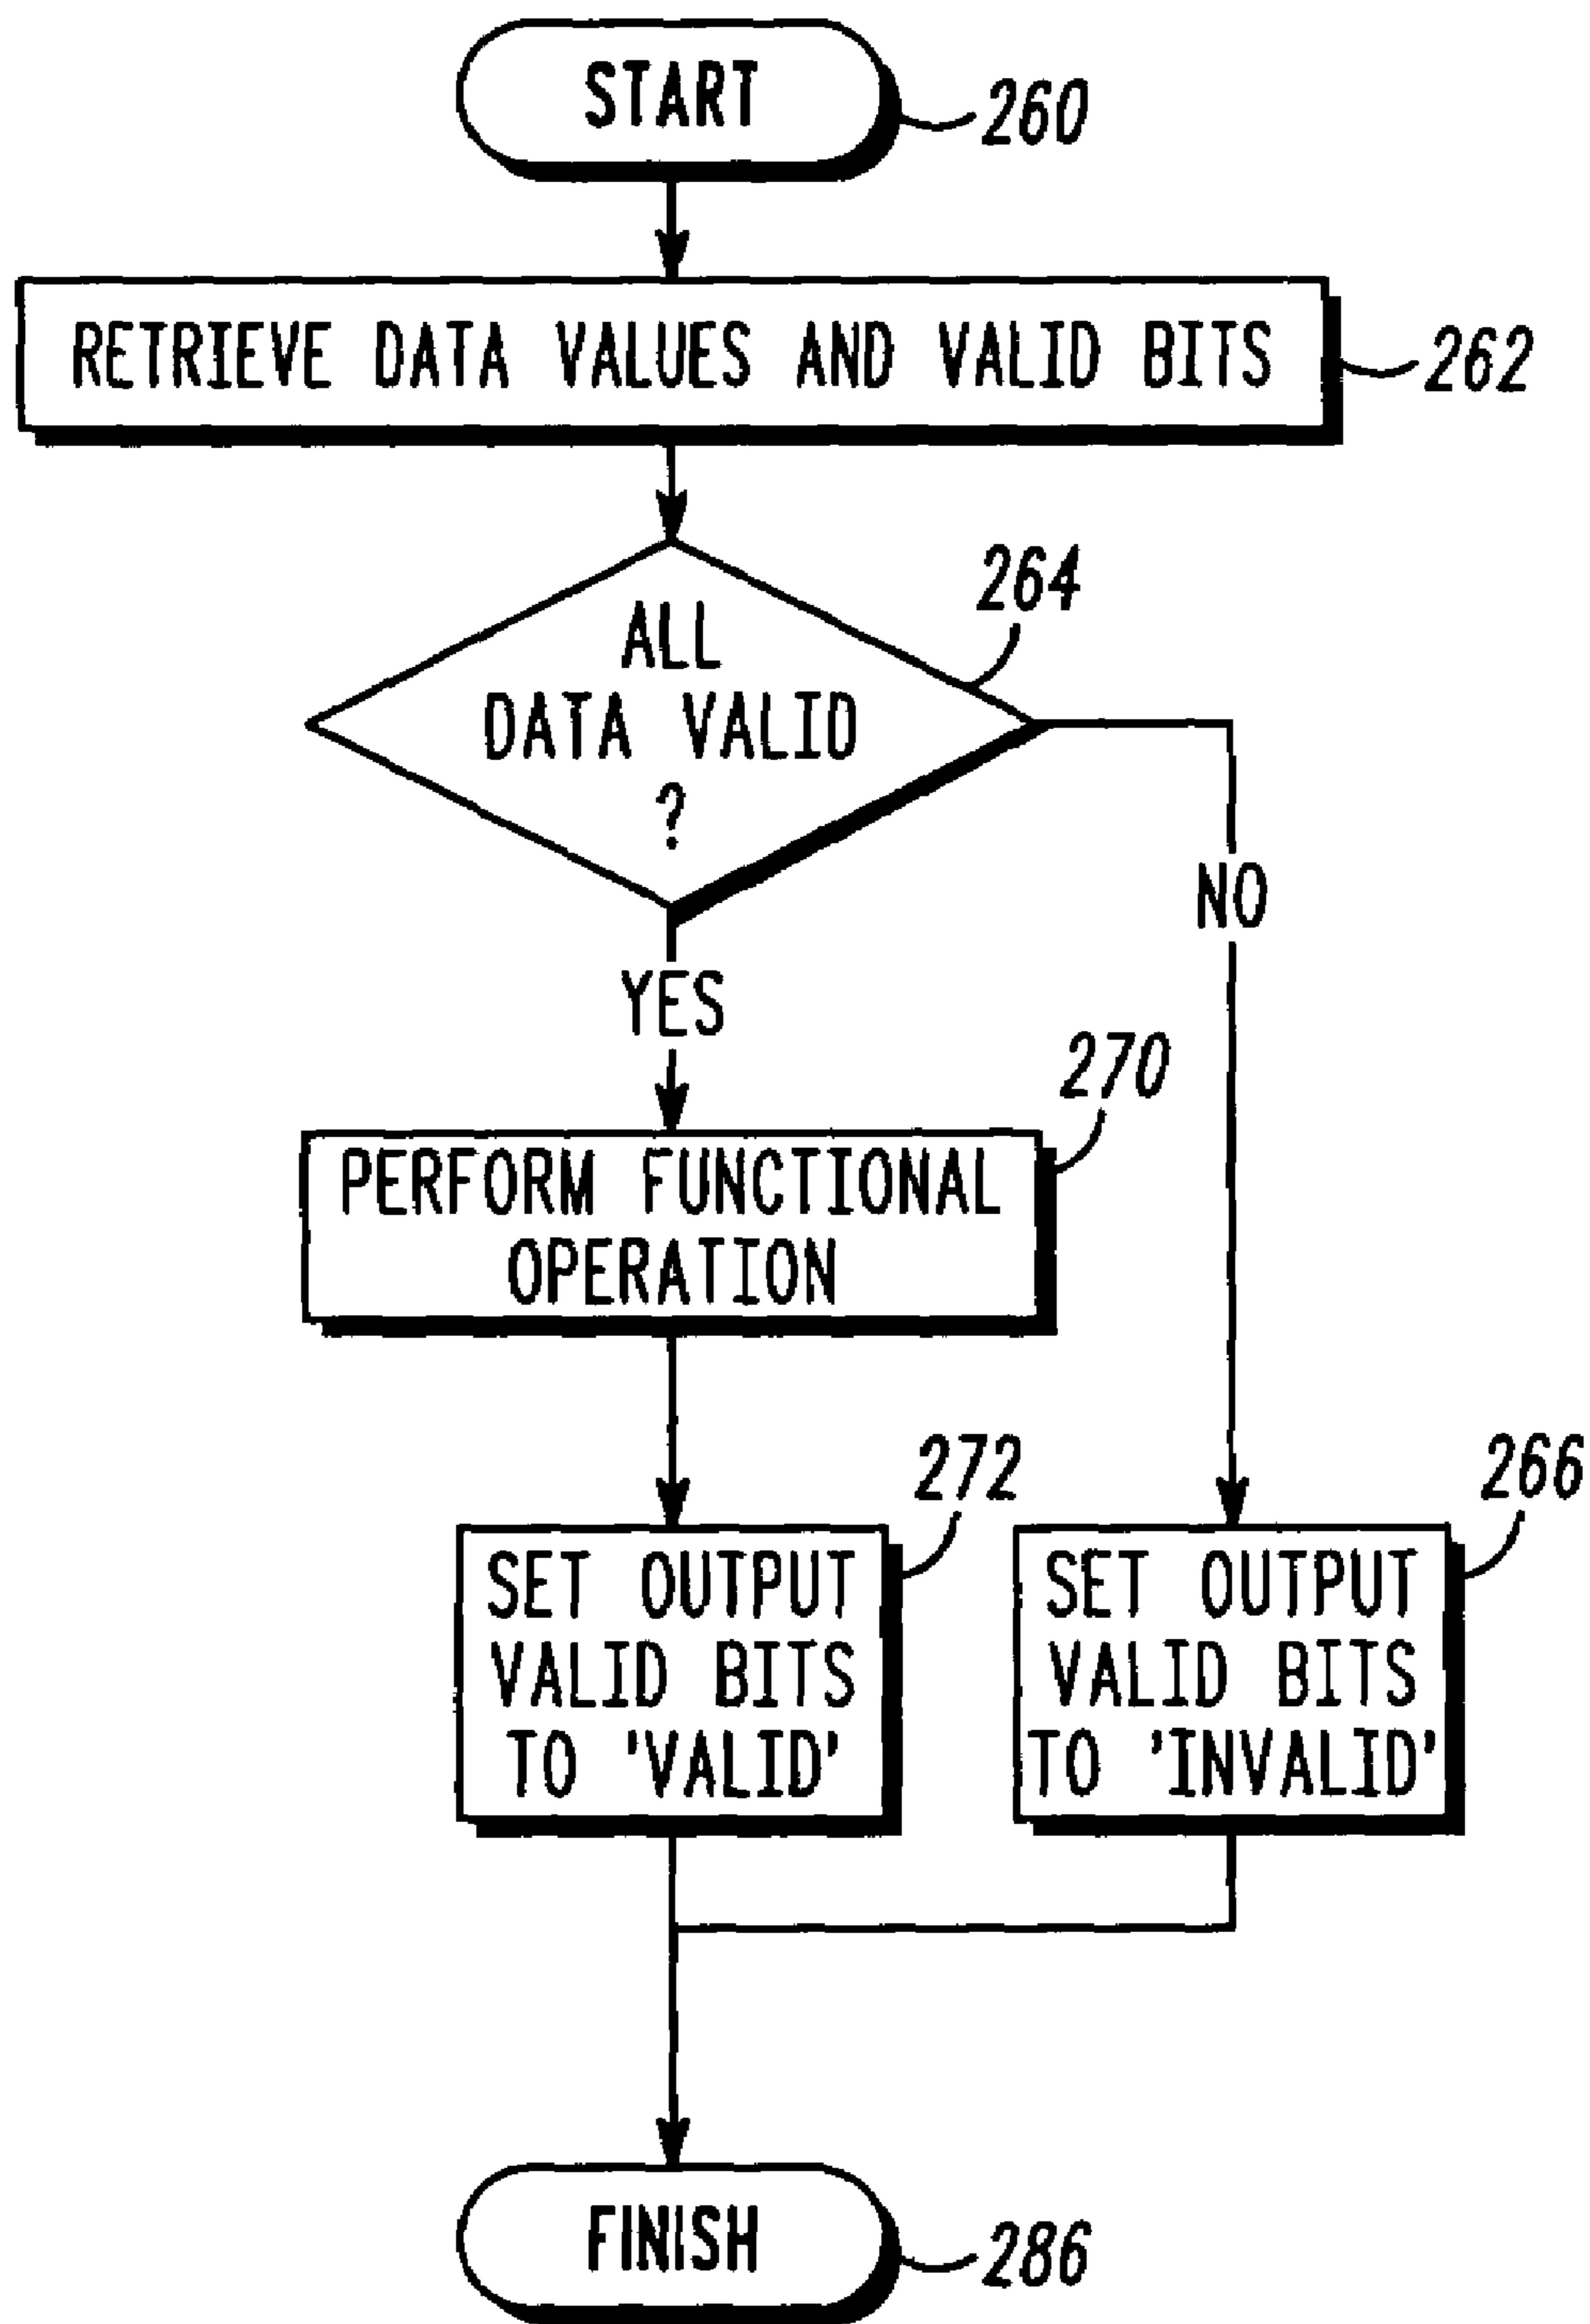 START
260
RETRIEVE DATA VALUES AND VALID BITS
262
264
ALL
DATA VALID
?
NO
YES
270
PERFORM FUNCTIONAL
OPERATION
272
SET OUTPUT
VALID BITS
TO 'VALID'
266
SET OUTPUT
VALID BITS
TO 'INVALID'
FINISH
286